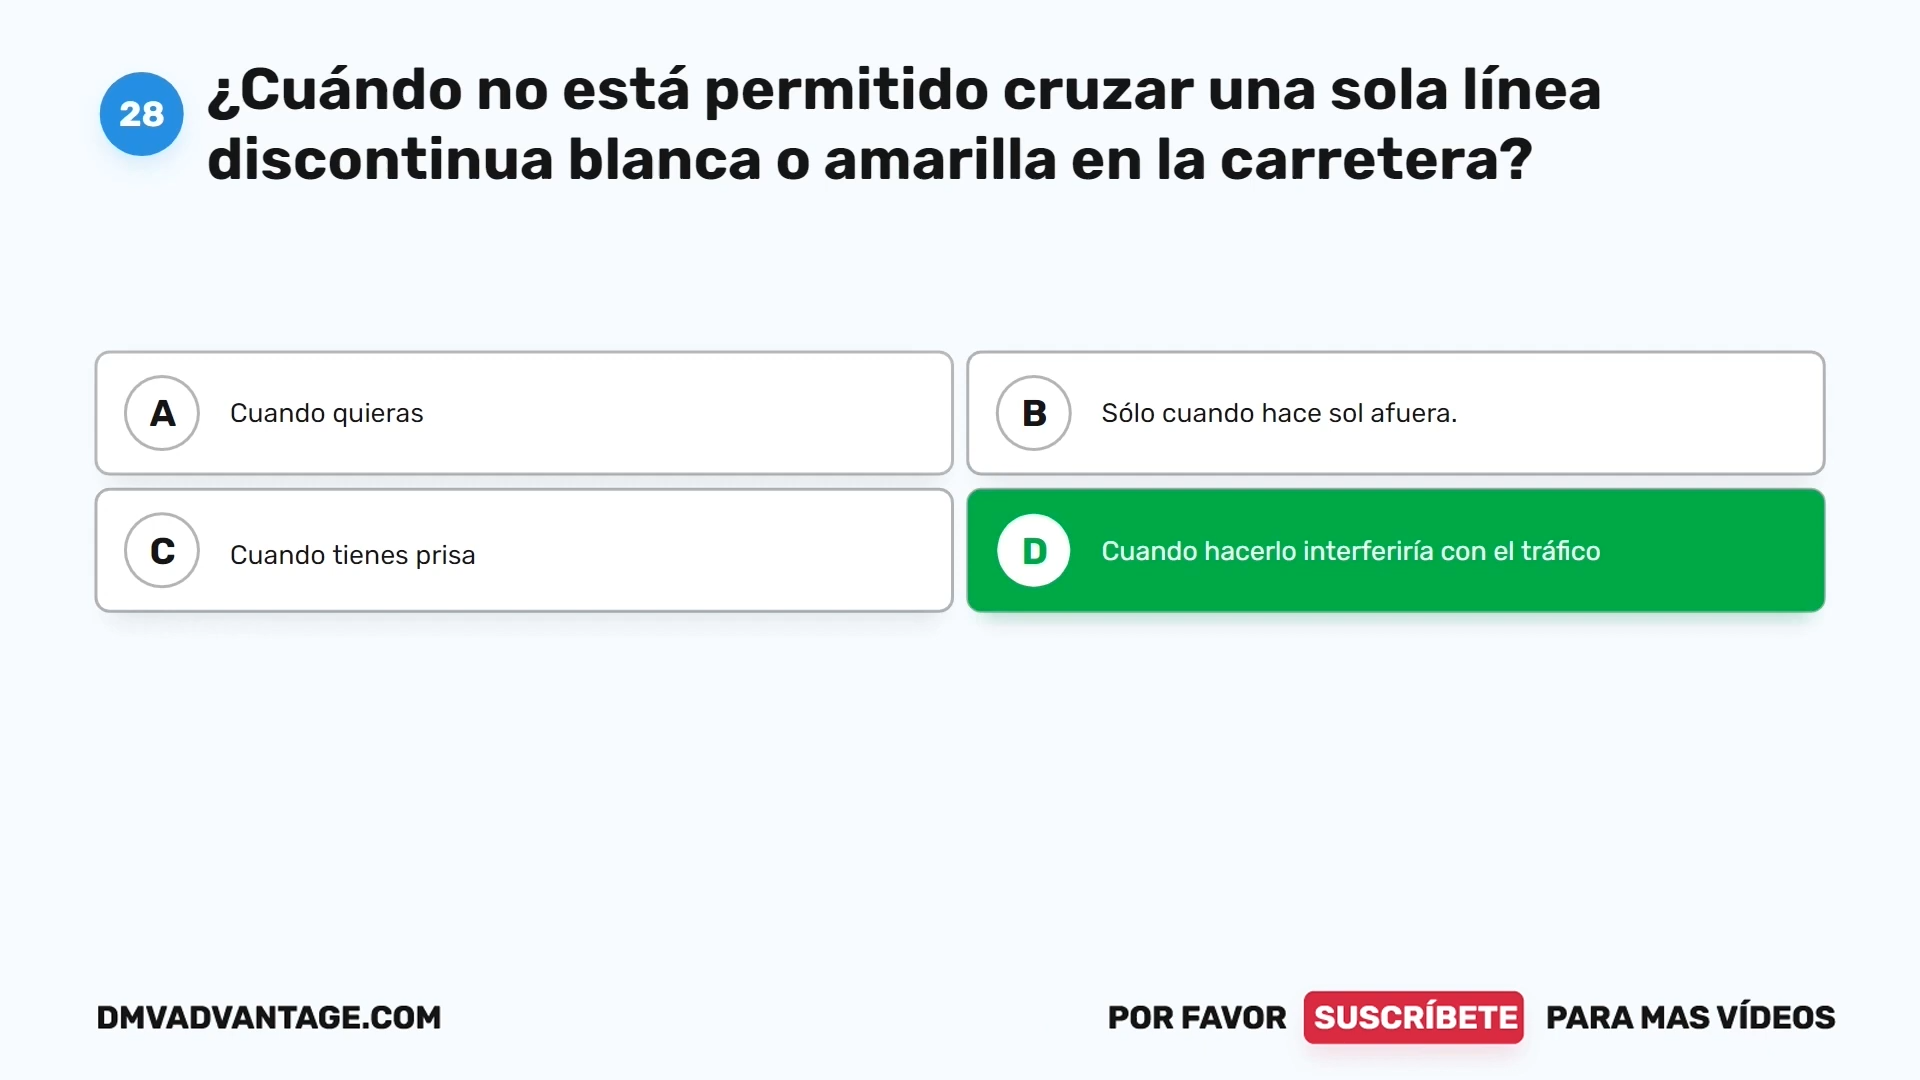 28
¿Cuándo no está permitido cruzar una sola línea
discontinua blanca o amarilla en la carretera?
A Cuando quieras
B Sólo cuando hace sol afuera.
C Cuando tienes prisa
D Cuando hacerlo interferiría con el tráfico
DMVADVANTAGE.COM
POR FAVOR SUSCRÍBETE PARA MAS VÍDEOS